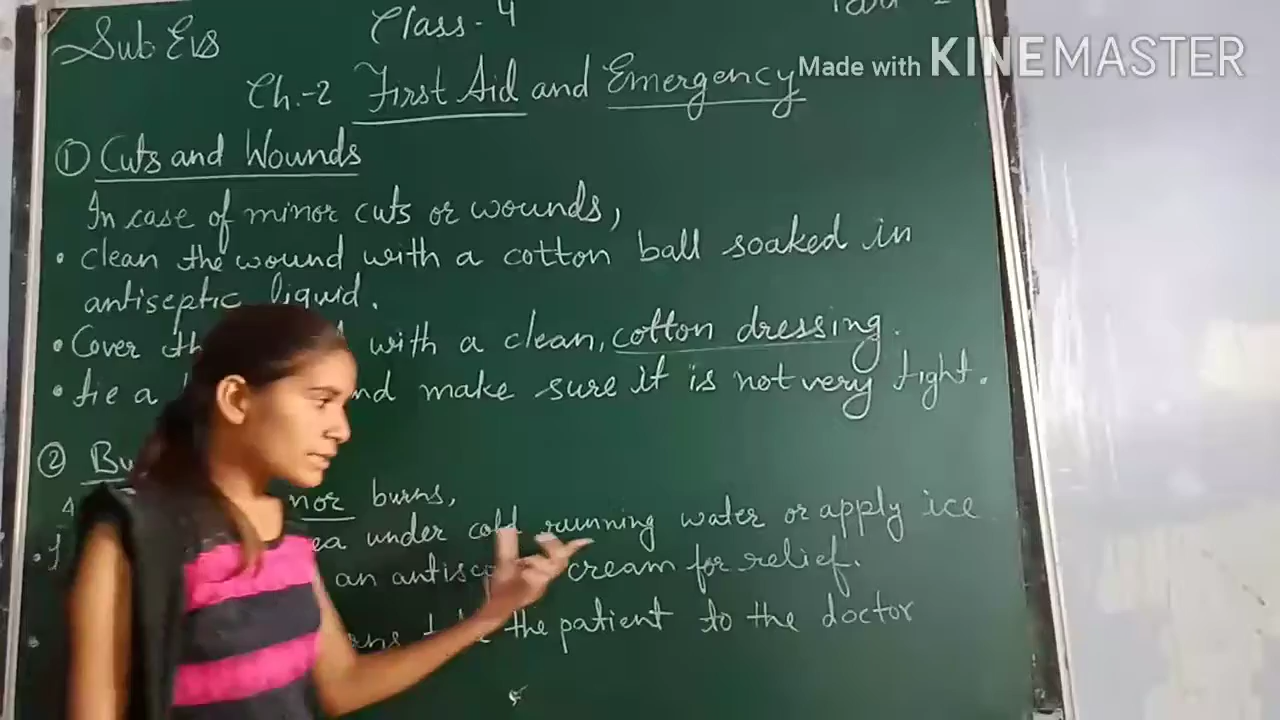 Sub Evs Class-4
Made with KINEMASTER
Ch.-2 First Aid and Emergency
① Cuts and Wounds
In case of minor cuts or wounds,
• clean the wound with a cotton ball soaked in
antiseptic liquid.
• Cover with a clean, cotton dressing.
• tie a and make sure it is not very tight.
②
burns,
under cold running water or apply ice
an cream for relief.
the patient to the doctor